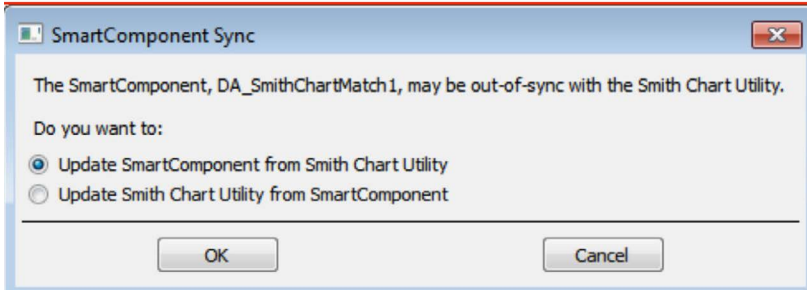 SmartComponent Sync
The SmartComponent, DA_SmithChartMatch1, may be out-of-sync with the Smith Chart Utility.
Do you want to:
Update SmartComponent from Smith Chart Utility
Update Smith Chart Utility from SmartComponent
OK Cancel